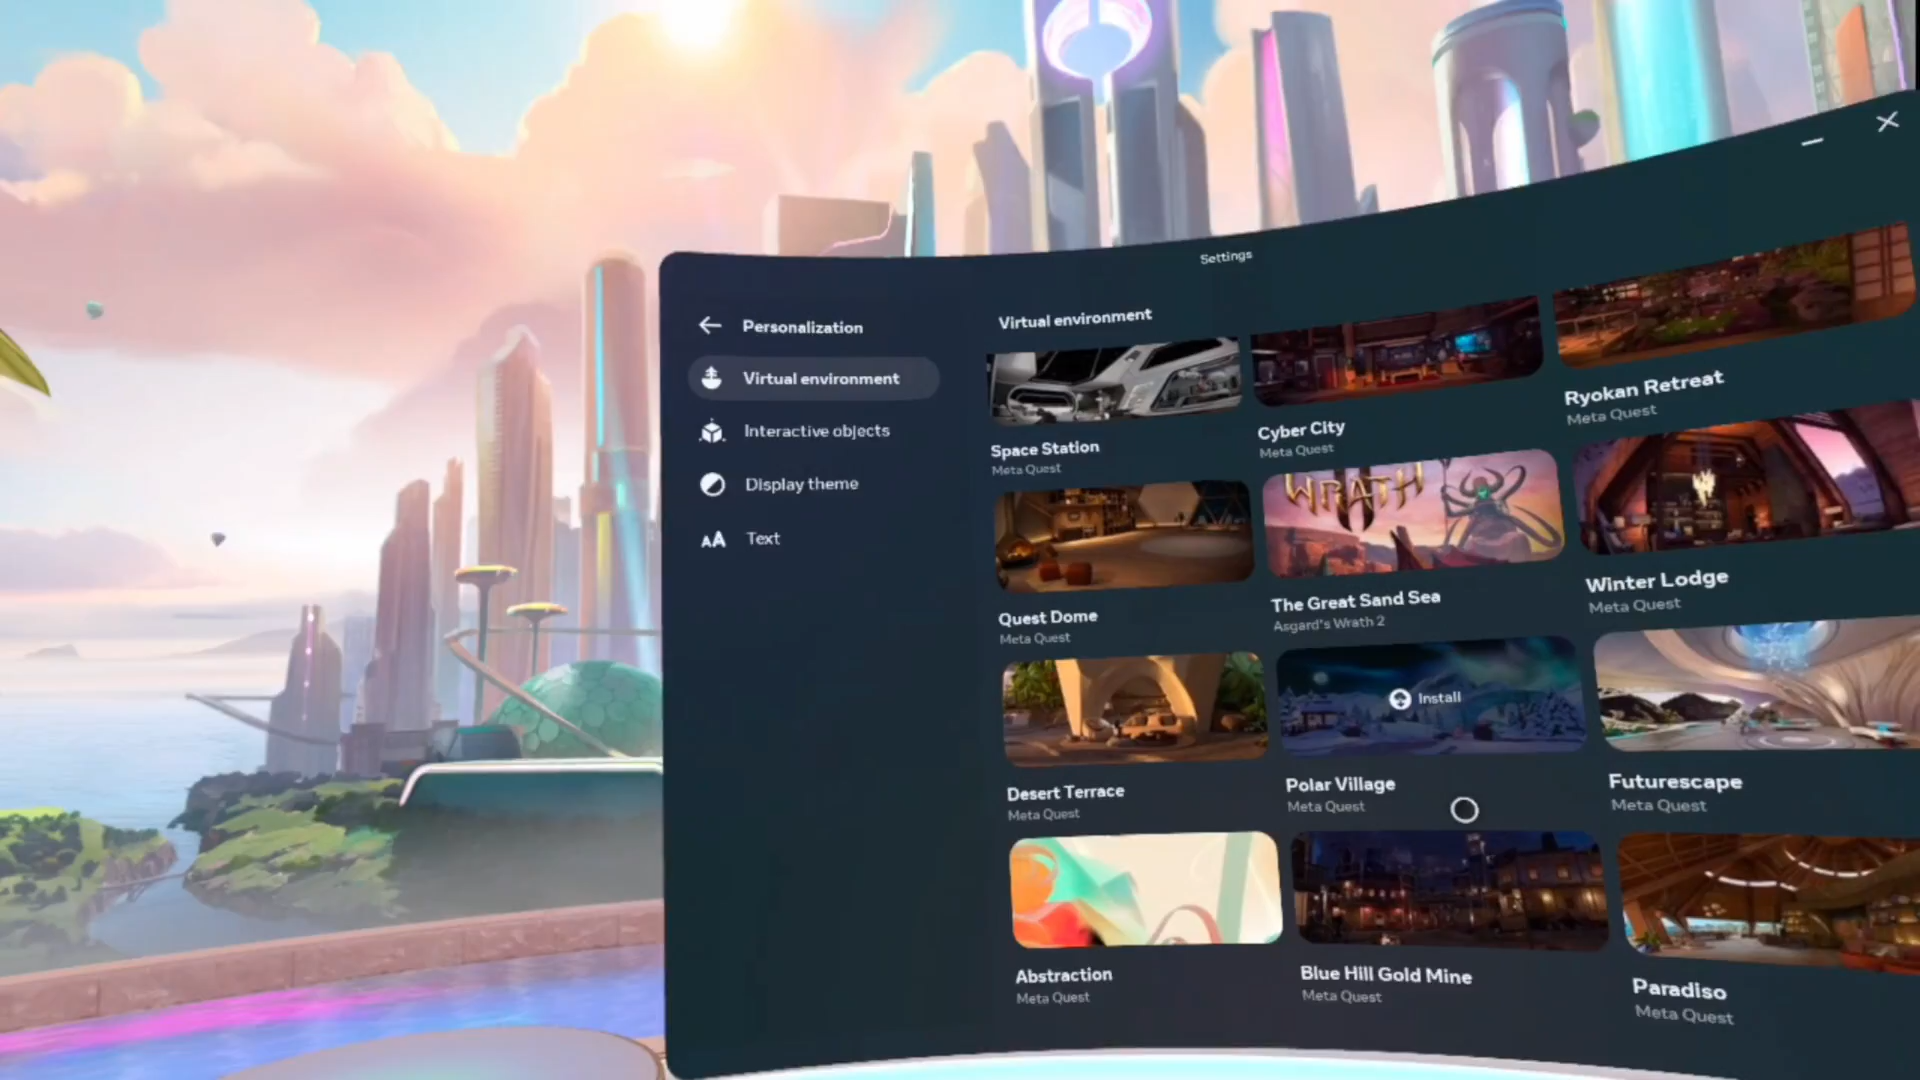 Settings
Personalization
Virtual environment
Interactive objects
Display theme
Text
Virtual environment
Space Station
Meta Quest
Cyber City
Meta Quest
Ryokan Retreat
Meta Quest
Quest Dome
Meta Quest
WRATH
The Great Sand Sea
Asgard's Wrath 2
Winter Lodge
Meta Quest
Desert Terrace
Meta Quest
Install
Polar Village
Meta Quest
Futurescape
Meta Quest
Abstraction
Meta Quest
Blue Hill Gold Mine
Meta Quest
Paradiso
Meta Quest